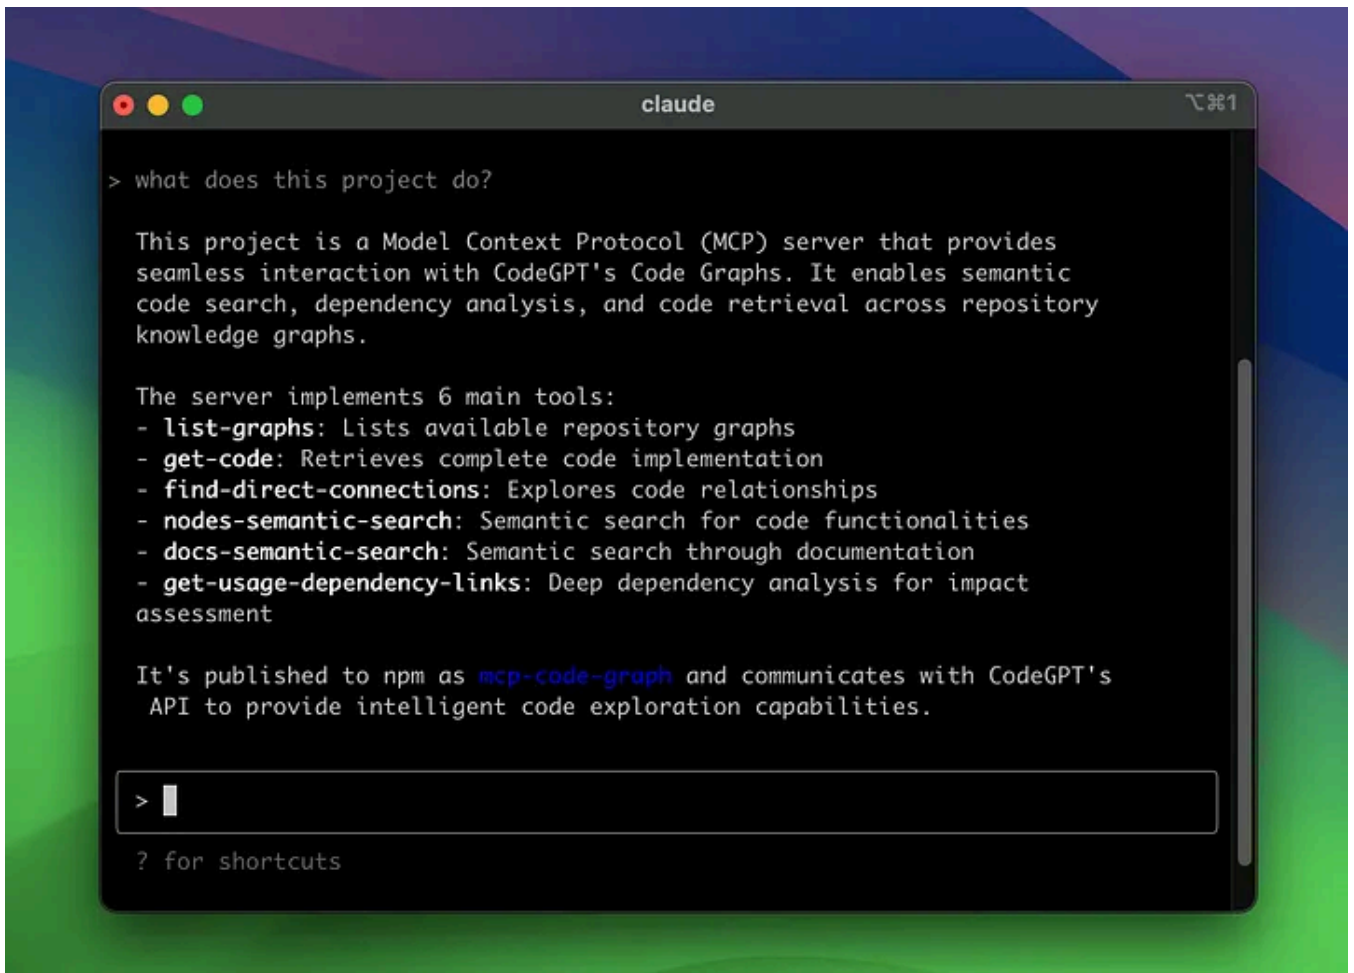 claude
⌥⌘1
> what does this project do?
This project is a Model Context Protocol (MCP) server that provides
seamless interaction with CodeGPT's Code Graphs. It enables semantic
code search, dependency analysis, and code retrieval across repository
knowledge graphs.
The server implements 6 main tools:
- list-graphs: Lists available repository graphs
- get-code: Retrieves complete code implementation
- find-direct-connections: Explores code relationships
- nodes-semantic-search: Semantic search for code functionalities
- docs-semantic-search: Semantic search through documentation
- get-usage-dependency-links: Deep dependency analysis for impact
assessment
It's published to npm as mcp-code-graph and communicates with CodeGPT's
API to provide intelligent code exploration capabilities.
>
? for shortcuts